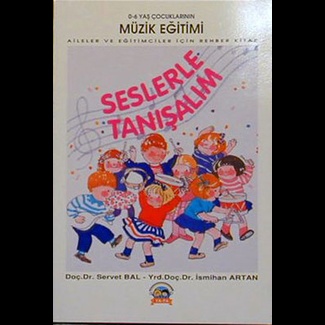 0-6 YAŞ ÇOCUKLARININ
MÜZİK EĞİTİMİ
AİLELER VE EĞİTİMCİLER İÇİN REHBER KİTAP
SESLERLE
TANIŞALIM
Doç.Dr. Servet BAL - Yrd.Doç.Dr. İsmihan ARTAN